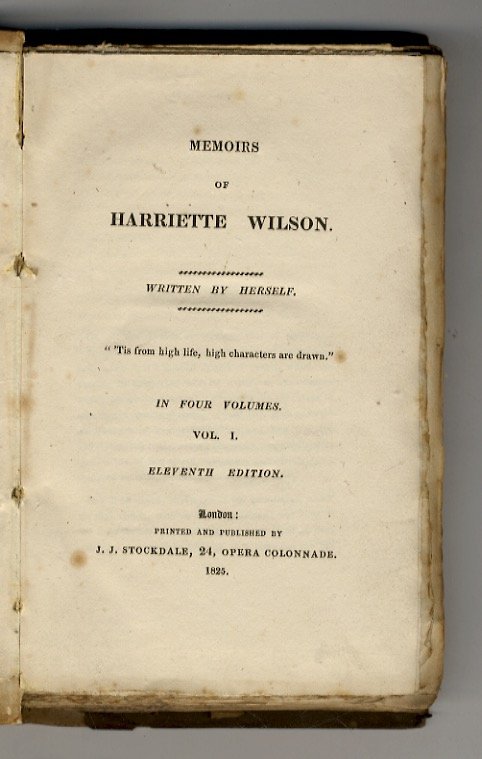 MEMOIRS
OF
HARRIETTE WILSON.
WRITTEN BY HERSELF.
" 'Tis from high life, high characters are drawn."
IN FOUR VOLUMES.
VOL. I.
ELEVENTH EDITION.
London:
PRINTED AND PUBLISHED BY
J. J. STOCKDALE, 24, OPERA COLONNADE.
1825.